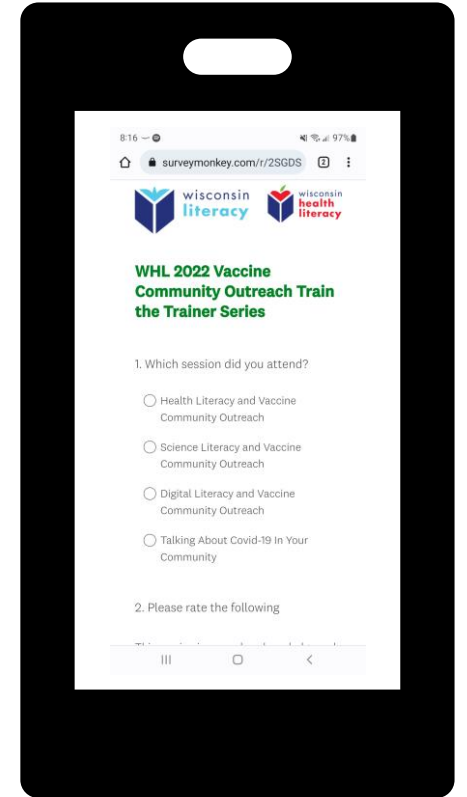 8:16
97%
surveymonkey.com/r/2SGDS
2
wisconsin
literacy
wisconsin
health
literacy
WHL 2022 Vaccine
Community Outreach Train
the Trainer Series
1. Which session did you attend?
Health Literacy and Vaccine
Community Outreach
Science Literacy and Vaccine
Community Outreach
Digital Literacy and Vaccine
Community Outreach
Talking About Covid-19 In Your
Community
2. Please rate the following